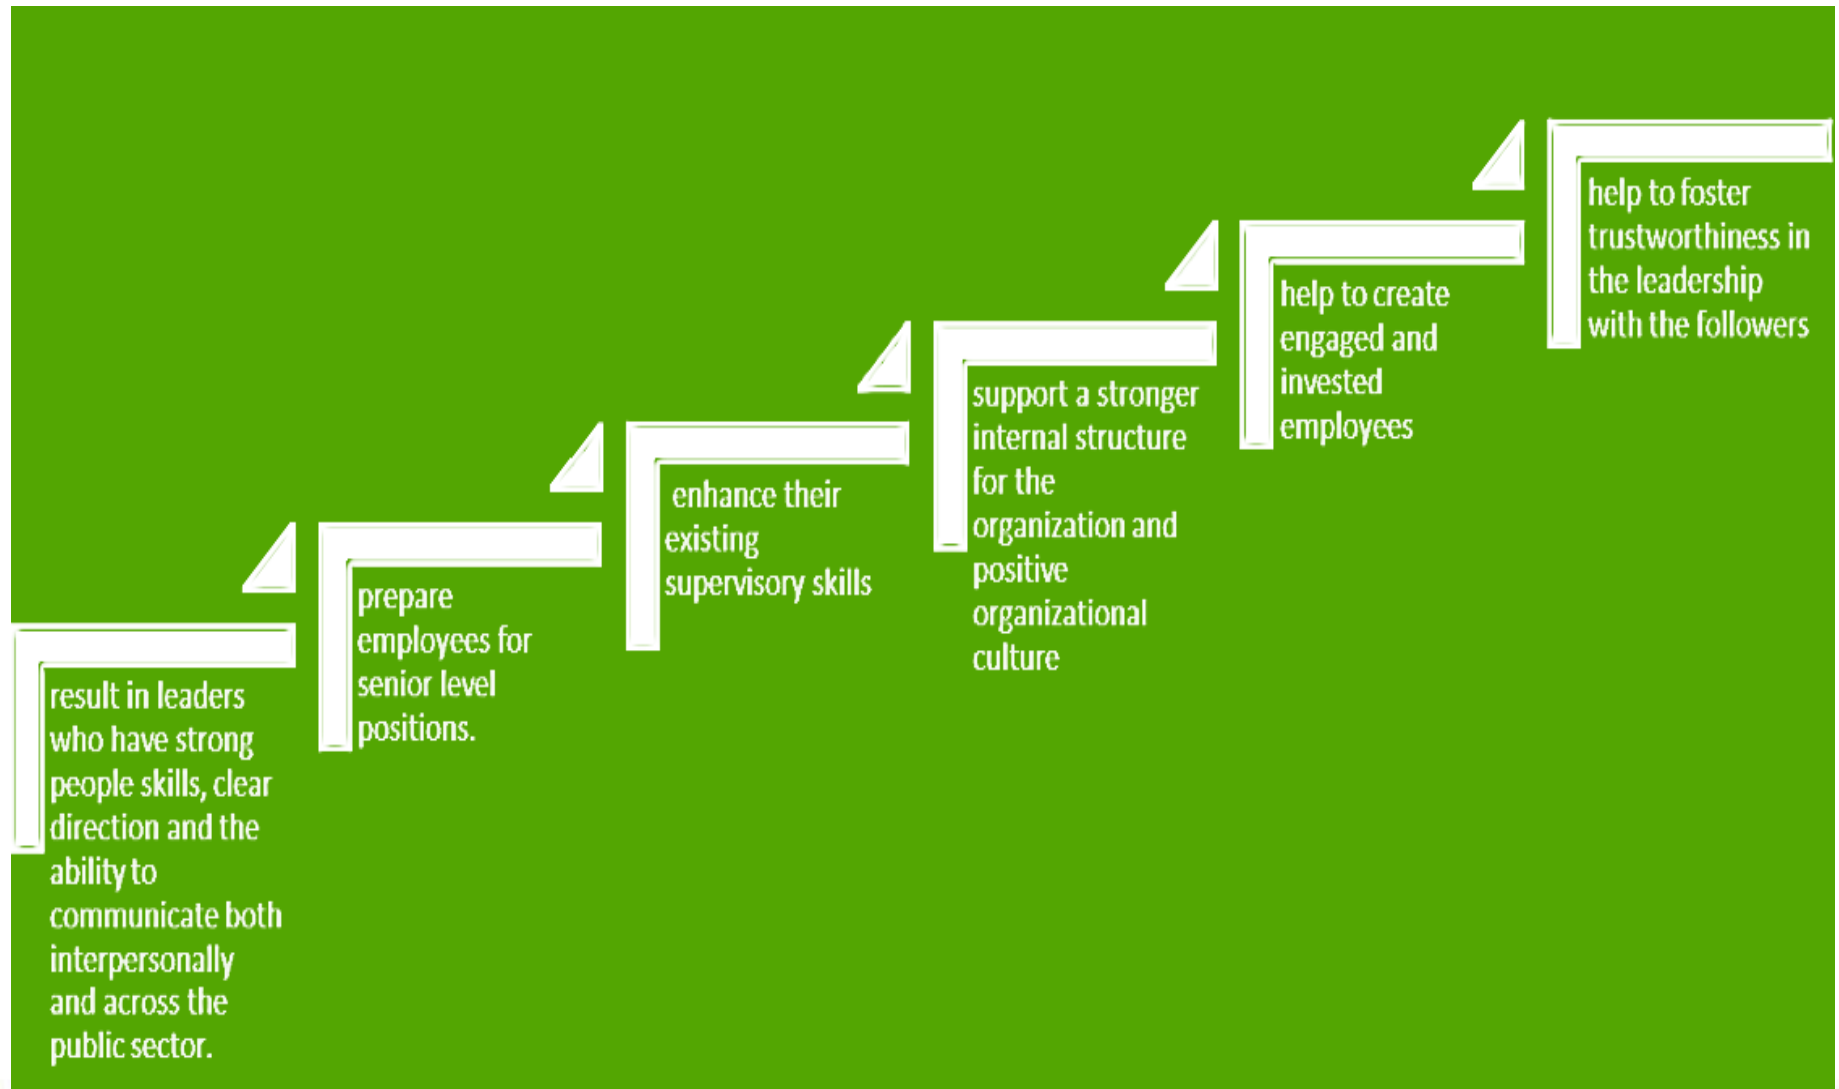 result in leaders
who have strong
people skills, clear
direction and the
ability to
communicate both
interpersonally
and across the
public sector.
prepare
employees for
senior level
positions.
enhance their
existing
supervisory skills
support a stronger
internal structure
for the
organization and
positive
organizational
culture
help to create
engaged and
invested
employees
help to foster
trustworthiness in
the leadership
with the followers